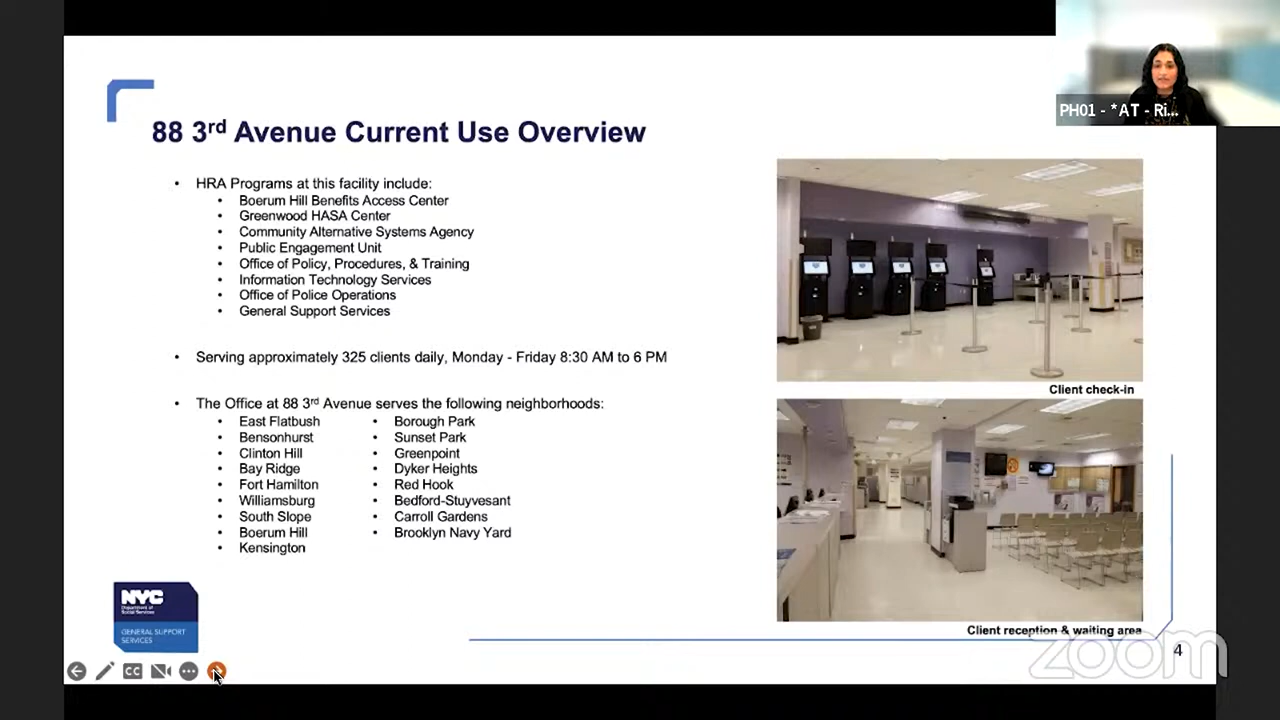 PH01 - *AT - Ri...
88 3rd Avenue Current Use Overview
• HRA Programs at this facility include:
• Boerum Hill Benefits Access Center
• Greenwood HASA Center
• Community Alternative Systems Agency
• Public Engagement Unit
• Office of Policy, Procedures, & Training
• Information Technology Services
• Office of Police Operations
• General Support Services
• Serving approximately 325 clients daily, Monday - Friday 8:30 AM to 6 PM
• The Office at 88 3rd Avenue serves the following neighborhoods:
• East Flatbush
• Bensonhurst
• Clinton Hill
• Bay Ridge
• Fort Hamilton
• Williamsburg
• South Slope
• Boerum Hill
• Kensington
• Borough Park
• Sunset Park
• Greenpoint
• Dyker Heights
• Red Hook
• Bedford-Stuyvesant
• Carroll Gardens
• Brooklyn Navy Yard
Client check-in
Client reception & waiting area
NYC
Department of
Social Services
GENERAL SUPPORT
SERVICES
CC
zoom
4